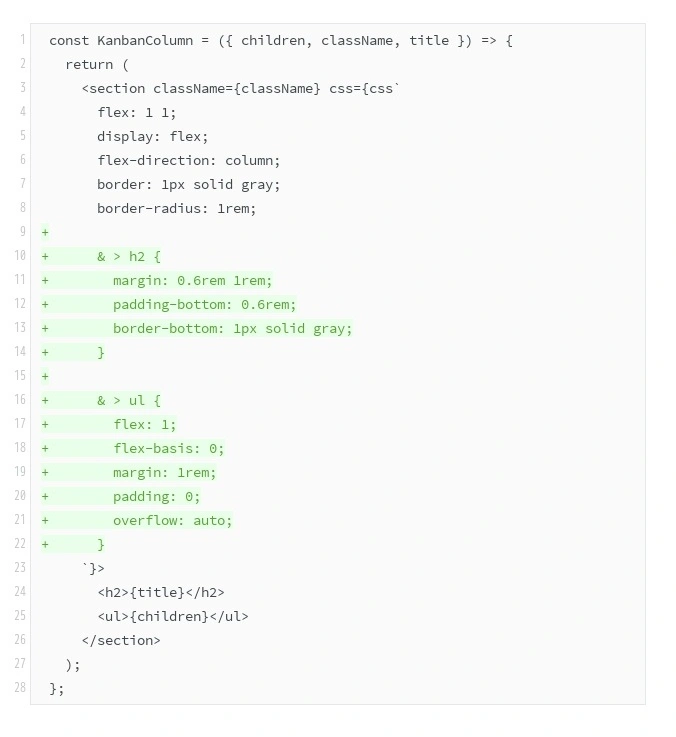 1 const KanbanColumn = ({ children, className, title }) => {
2   return (
3     <section className={className} css={css`
4       flex: 1 1;
5       display: flex;
6       flex-direction: column;
7       border: 1px solid gray;
8       border-radius: 1rem;
9 +
10 +      & > h2 {
11 +        margin: 0.6rem 1rem;
12 +        padding-bottom: 0.6rem;
13 +        border-bottom: 1px solid gray;
14 +      }
15 +
16 +      & > ul {
17 +        flex: 1;
18 +        flex-basis: 0;
19 +        margin: 1rem;
20 +        padding: 0;
21 +        overflow: auto;
22 +      }
23     `}>
24       <h2>{title}</h2>
25       <ul>{children}</ul>
26     </section>
27   );
28 };